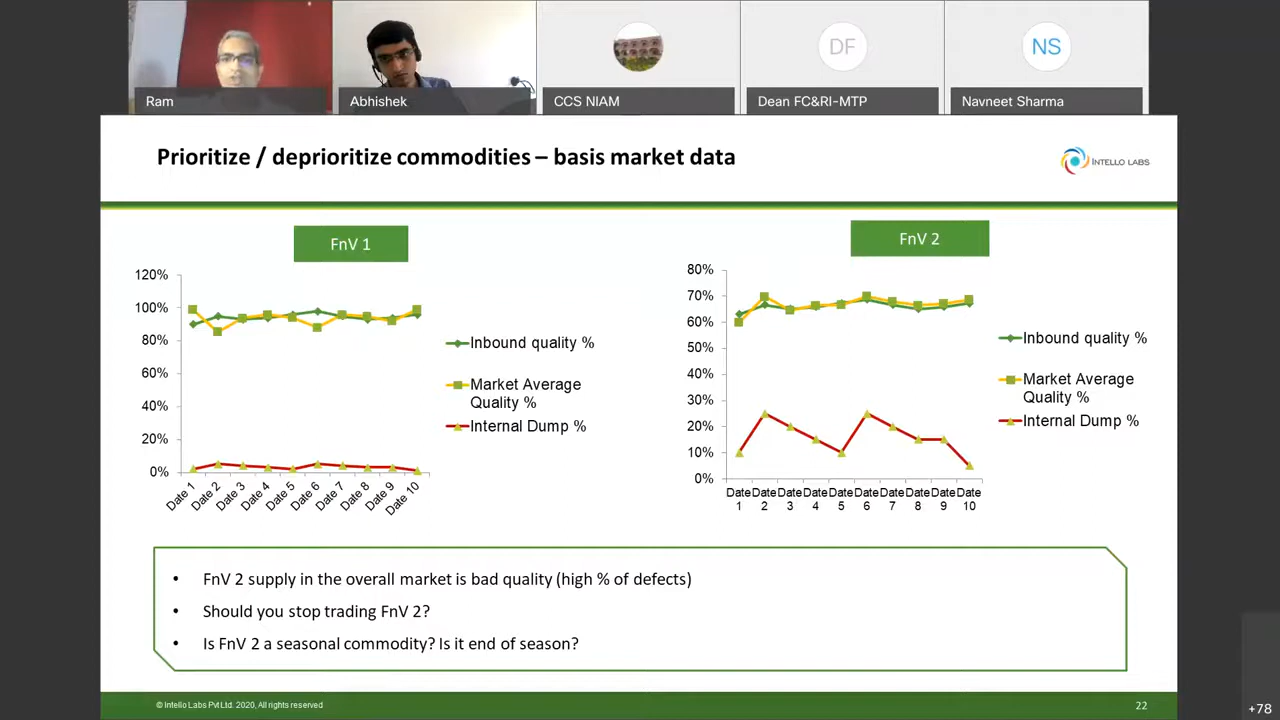 DF
NS
Ram
Abhishek
CCS NIAM
Dean FC&RI-MTP
Navneet Sharma
Prioritize / deprioritize commodities – basis market data
INTELLO LABS
FnV 1
120%
100%
80%
60%
40%
20%
0%
Date 1
Date 2
Date 3
Date 4
Date 5
Date 6
Date 7
Date 8
Date 9
Date 10
Inbound quality %
Market Average
Quality %
Internal Dump %
FnV 2
80%
70%
60%
50%
40%
30%
20%
10%
0%
Date Date Date Date Date Date Date Date Date Date
1 2 3 4 5 6 7 8 9 10
Inbound quality %
Market Average
Quality %
Internal Dump %
• FnV 2 supply in the overall market is bad quality (high % of defects)
• Should you stop trading FnV 2?
• Is FnV 2 a seasonal commodity? Is it end of season?
© Intello Labs Pvt Ltd. 2020, All rights reserved
22
+78